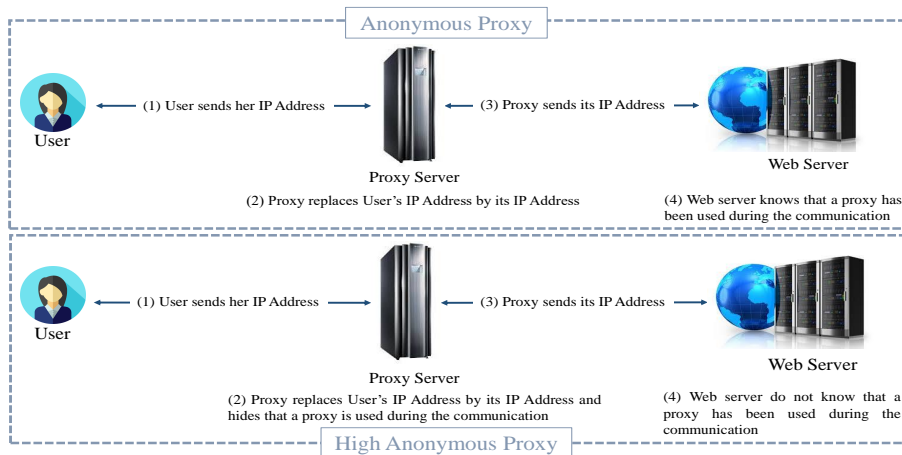 Anonymous Proxy
(1) User sends her IP Address
(3) Proxy sends its IP Address
User
Web Server
Proxy Server
(2) Proxy replaces User's IP Address by its IP Address
(4) Web server knows that a proxy has
been used during the communication
(1) User sends her IP Address
(3) Proxy sends its IP Address
User
Web Server
Proxy Server
(2) Proxy replaces User's IP Address by its IP Address and
hides that a proxy is used during the communication
(4) Web server do not know that a
proxy has been used during the
communication
High Anonymous Proxy